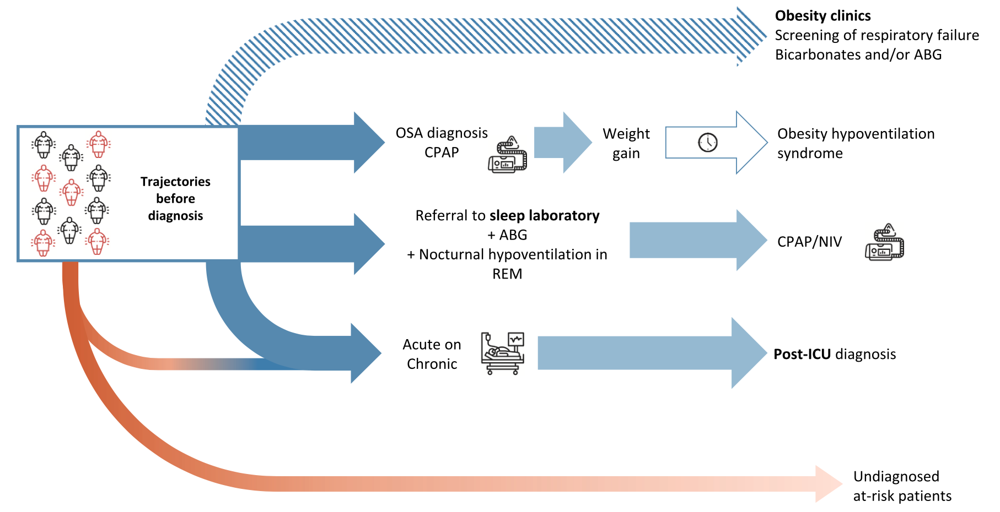 Obesity clinics
Screening of respiratory failure
Bicarbonates and/or ABG
Trajectories
before
diagnosis
OSA diagnosis
CPAP
Weight
gain
Obesity hypoventilation
syndrome
Referral to sleep laboratory
+ ABG
+ Nocturnal hypoventilation in
REM
CPAP/NIV
Acute on
Chronic
Post-ICU diagnosis
Undiagnosed
at-risk patients